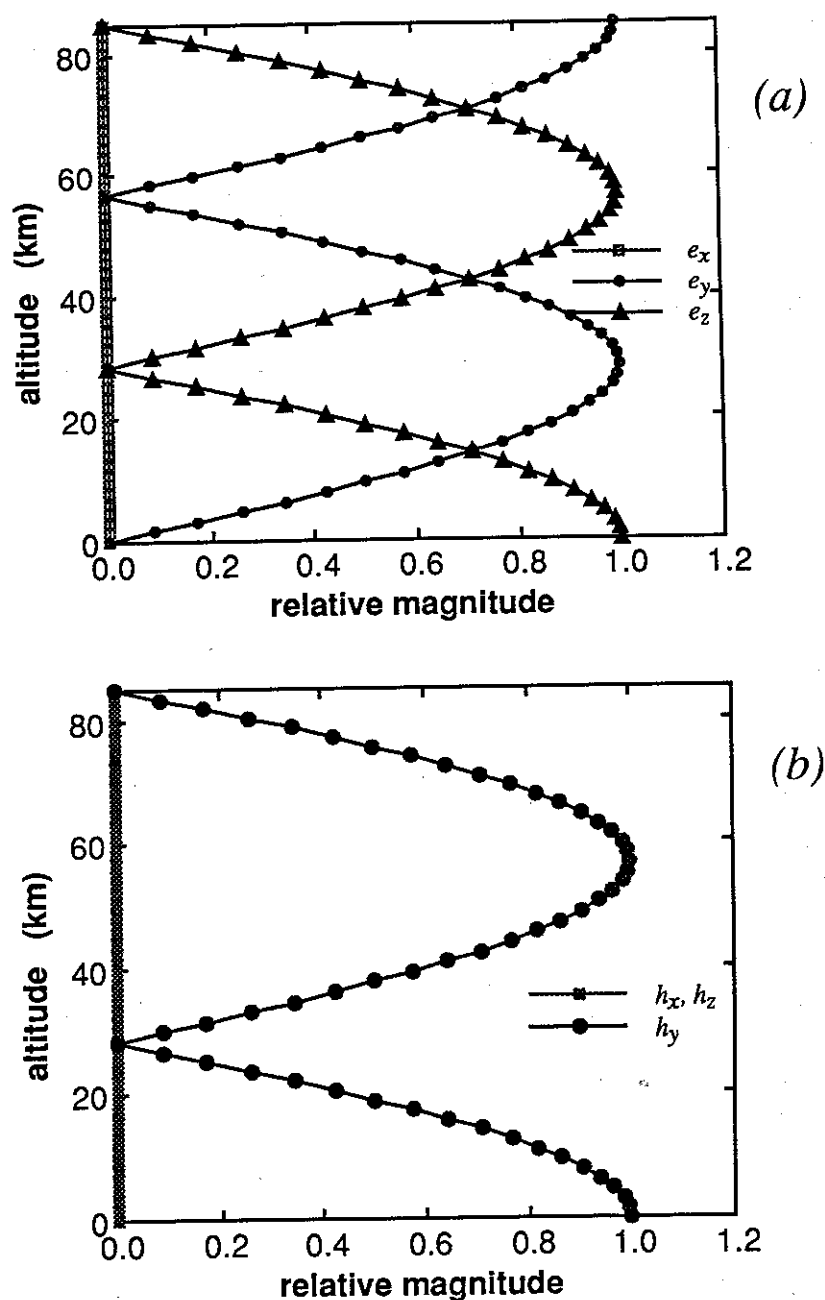 80
60
40
20
0
altitude (km)
(a)
e_x
e_y
e_z
0.0 0.2 0.4 0.6 0.8 1.0 1.2
relative magnitude
80
60
40
20
0
altitude (km)
(b)
h_x, h_z
h_y
0.0 0.2 0.4 0.6 0.8 1.0 1.2
relative magnitude